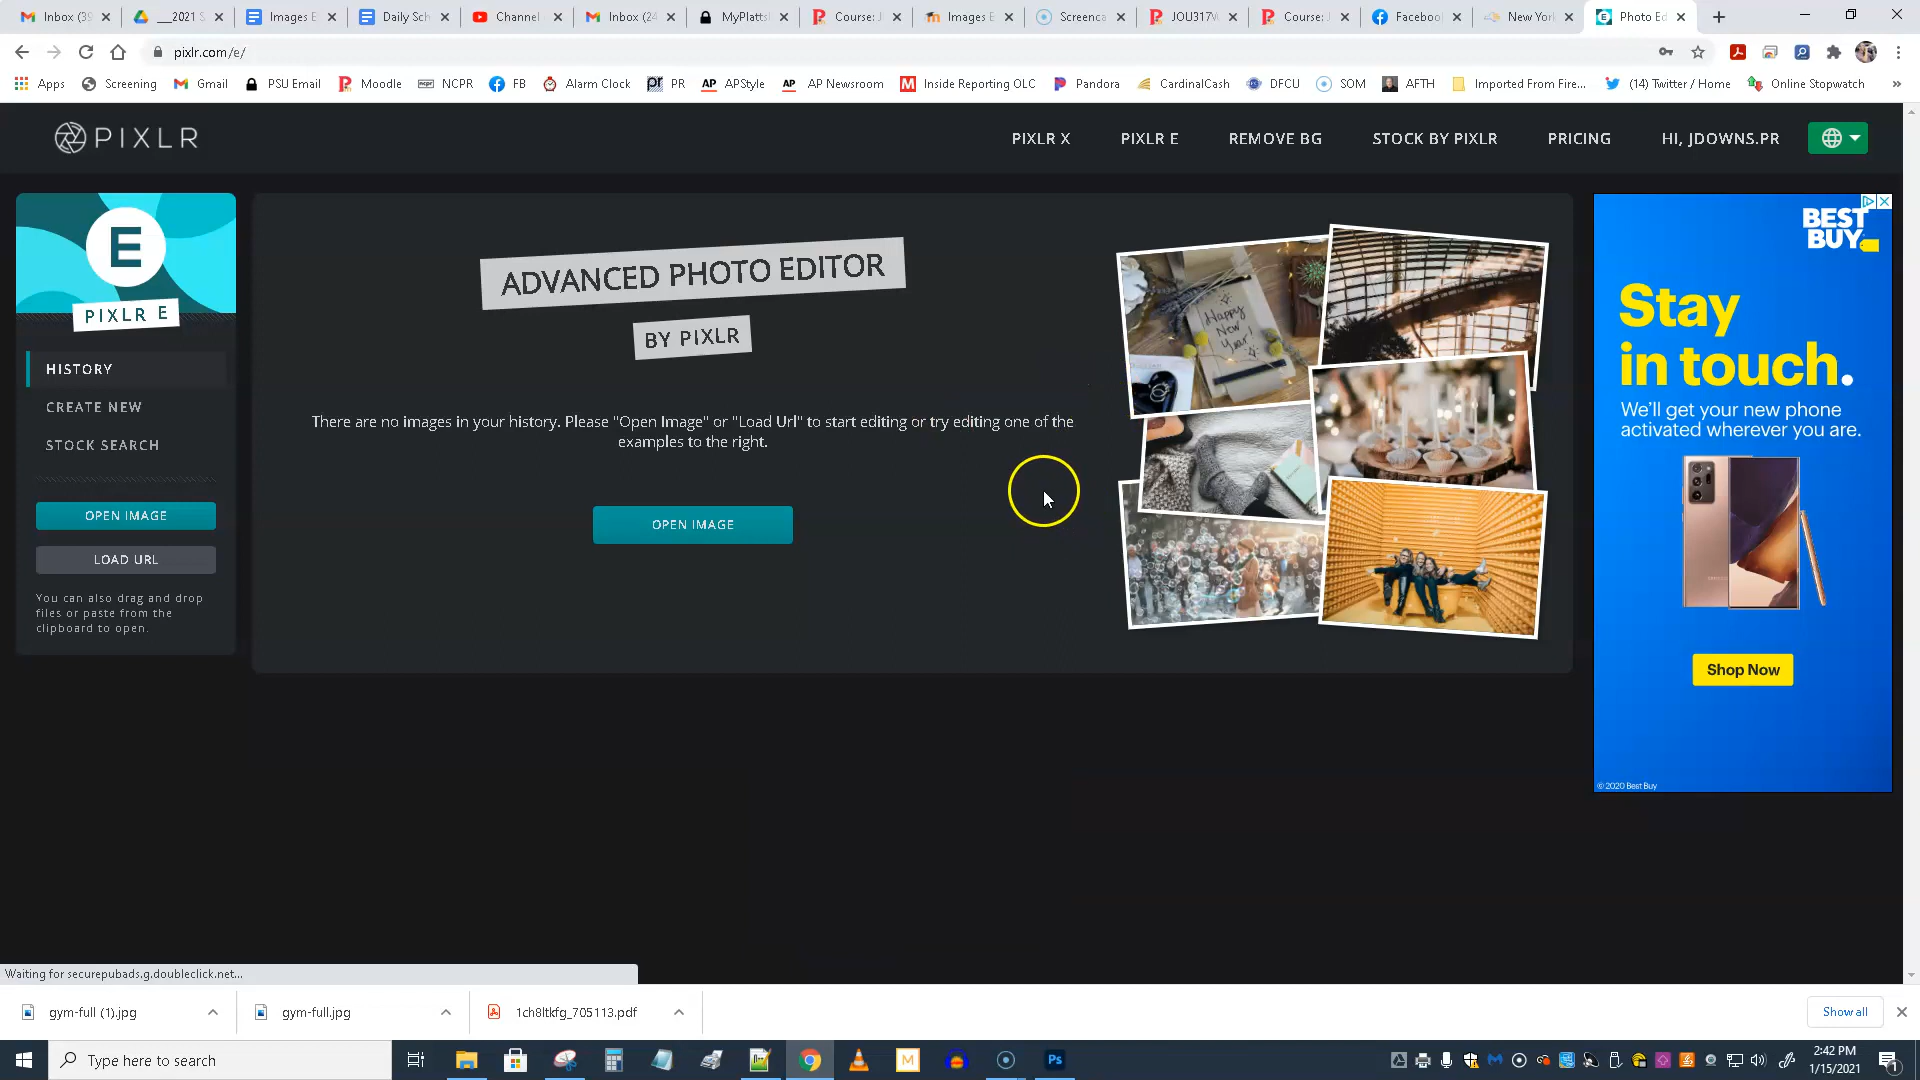 Inbox (39
___2021 S
Images E
Daily Sch
Channel
Inbox (24
MyPlatts
Course: J
Images E
Screenca
JOU317V
Course: J
Facebook
New York
Photo Ed
pixlr.com/e/
Apps
Screening
Gmail
PSU Email
Moodle
NCPR
FB
Alarm Clock
PR
APStyle
AP Newsroom
Inside Reporting OLC
Pandora
CardinalCash
DFCU
SOM
AFTH
Imported From Fire...
(14) Twitter / Home
Online Stopwatch
»
PIXLR
PIXLR X
PIXLR E
REMOVE BG
STOCK BY PIXLR
PRICING
HI, JDOWNS.PR
E
PIXLR E
HISTORY
CREATE NEW
STOCK SEARCH
OPEN IMAGE
LOAD URL
You can also drag and drop
files or paste from the
clipboard to open.
ADVANCED PHOTO EDITOR
BY PIXLR
There are no images in your history. Please "Open Image" or "Load Url" to start editing or try editing one of the
examples to the right.
OPEN IMAGE
Happy
New
Year!
BEST
BUY
Stay
in touch.
We'll get your new phone
activated wherever you are.
Shop Now
© 2020 Best Buy
Waiting for securepubads.g.doubleclick.net...
gym-full (1).jpg
gym-full.jpg
1ch8ltkfg_705113.pdf
Show all
Type here to search
M
Ps
2:42 PM
1/15/2021
1